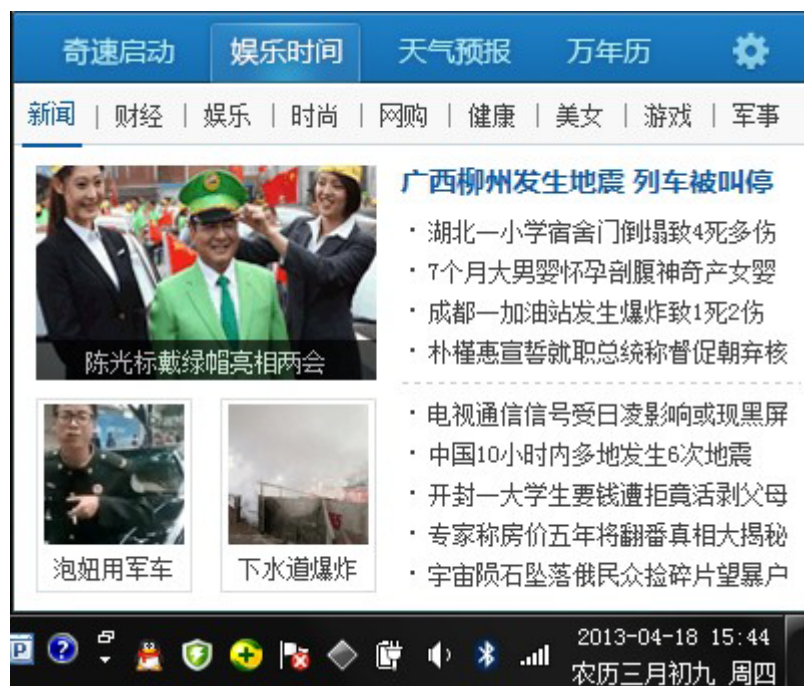 奇速启动 娱乐时间 天气预报 万年历
新闻 | 财经 | 娱乐 | 时尚 | 网购 | 健康 | 美女 | 游戏 | 军事
陈光标戴绿帽亮相两会
泡妞用军车
下水道爆炸
广西柳州发生地震 列车被叫停
· 湖北一小学宿舍门倒塌致4死多伤
· 7个月大男婴怀孕剖腹神奇产女婴
· 成都一加油站发生爆炸致1死2伤
· 朴槿惠宣誓就职总统称督促朝弃核
· 电视通信信号受日凌影响或现黑屏
· 中国10小时内多地发生6次地震
· 开封一大学生要钱遭拒竟活剥父母
· 专家称房价五年将翻番真相大揭秘
· 宇宙陨石坠落俄民众捡碎片望暴户
P ?
2013-04-18 15:44
农历三月初九 周四